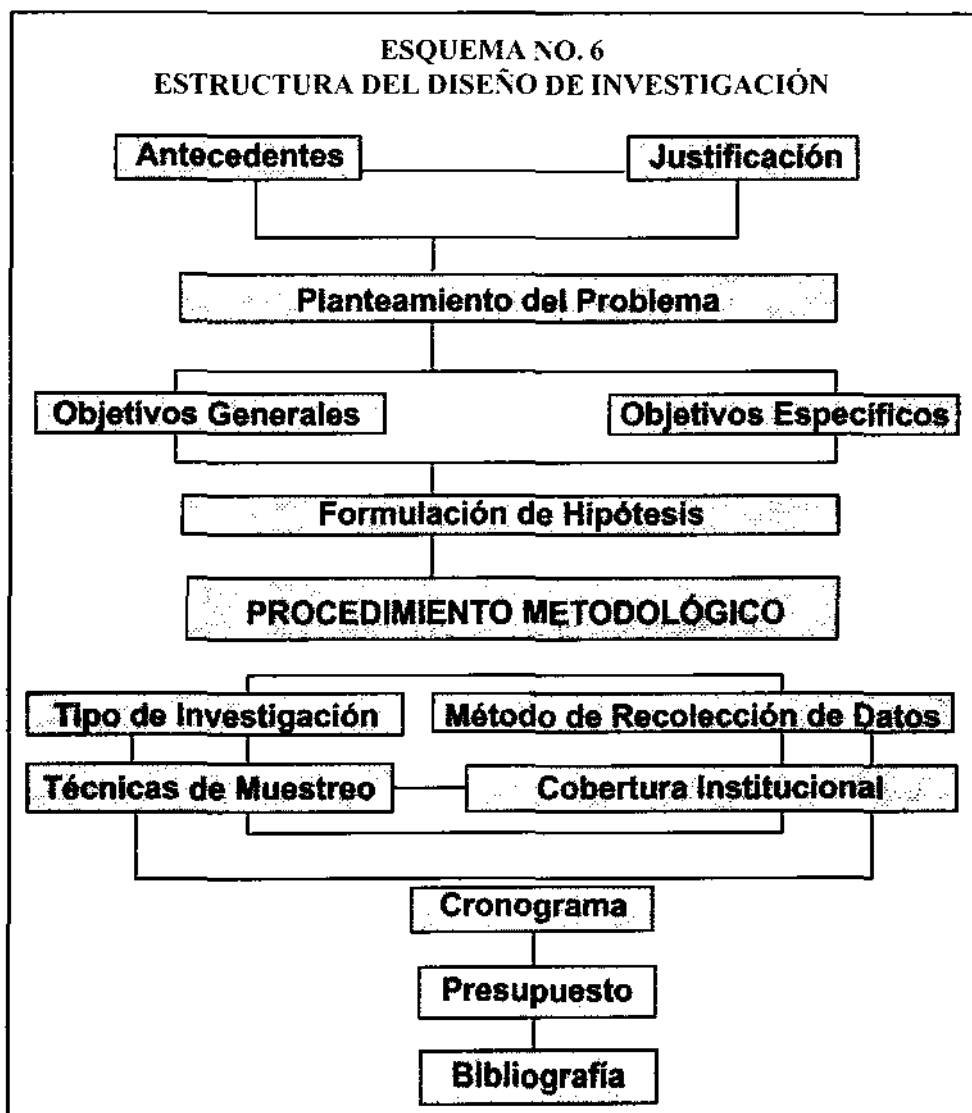 ESQUEMA NO. 6
ESTRUCTURA DEL DISEÑO DE INVESTIGACIÓN
Antecedentes
Justificación
Planteamiento del Problema
Objetivos Generales
Objetivos Específicos
Formulación de Hipótesis
PROCEDIMIENTO METODOLÓGICO
Tipo de Investigación
Método de Recolección de Datos
Técnicas de Muestreo
Cobertura Institucional
Cronograma
Presupuesto
Bibliografía